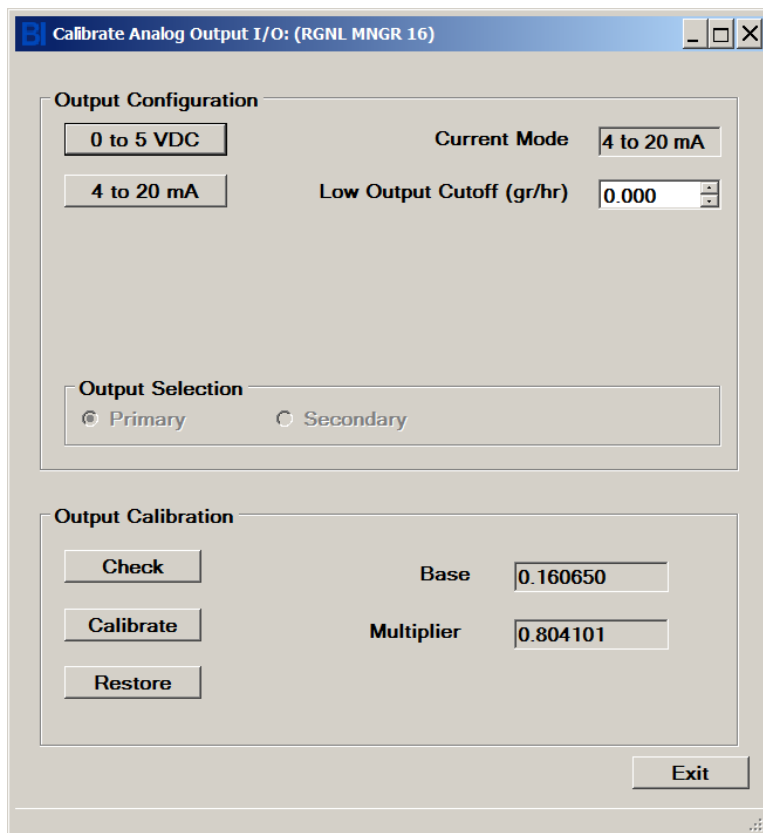 BI Calibrate Analog Output I/O: (RGNL MNGR 16)
Output Configuration
0 to 5 VDC Current Mode 4 to 20 mA
4 to 20 mA Low Output Cutoff (gr/hr) 0.000
Output Selection
Primary Secondary
Output Calibration
Check Base 0.160650
Calibrate Multiplier 0.804101
Restore
Exit